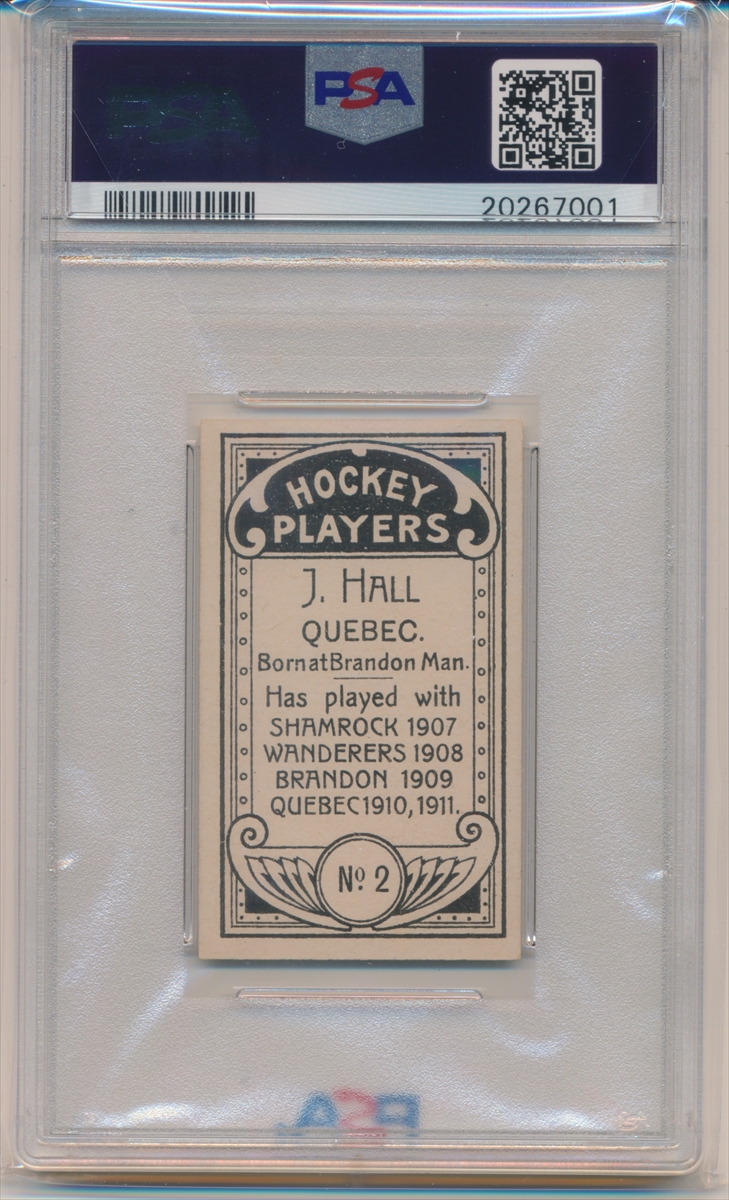 PSA
20267001
HOCKEY
PLAYERS
J. HALL
QUEBEC.
Born at Brandon Man.
Has played with
SHAMROCK 1907
WANDERERS 1908
BRANDON 1909
QUEBEC 1910, 1911.
No. 2
PSA